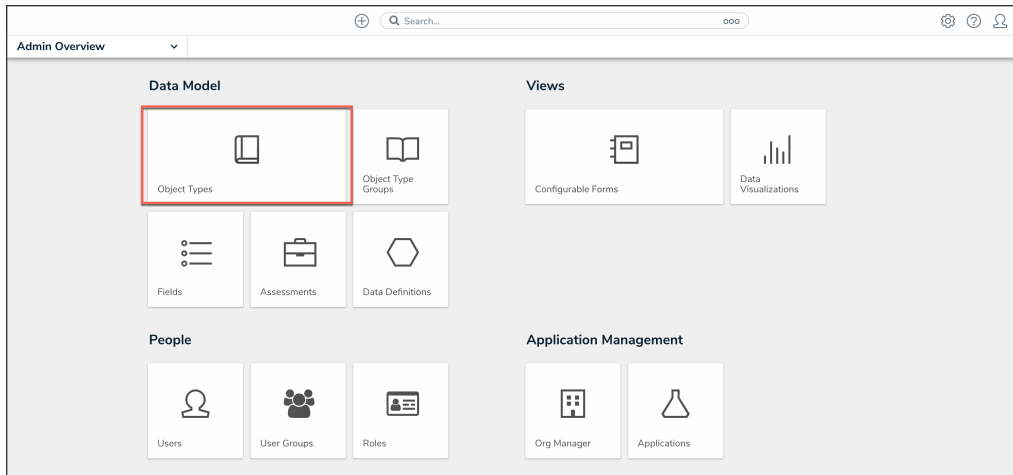 Search...
Admin Overview
Data Model
Views
Object Types
Object Type
Groups
Configurable Forms
Data
Visualizations
Fields
Assessments
Data Definitions
People
Application Management
Users
User Groups
Roles
Org Manager
Applications